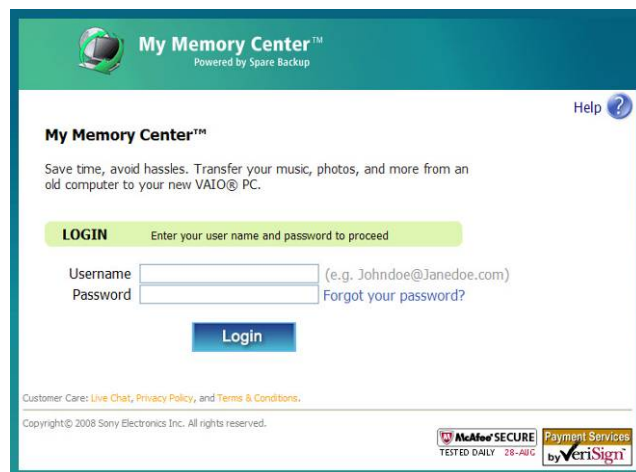 My Memory Center™
Powered by Spare Backup
Help ?
My Memory Center™
Save time, avoid hassles. Transfer your music, photos, and more from an
old computer to your new VAIO® PC.
LOGIN Enter your user name and password to proceed
Username (e.g. Johndoe@Janedoe.com)
Password Forgot your password?
Login
Customer Care: Live Chat, Privacy Policy, and Terms & Conditions.
Copyright© 2008 Sony Electronics Inc. All rights reserved.
McAfee SECURE
TESTED DAILY 28-AUG
Payment Services
by VeriSign